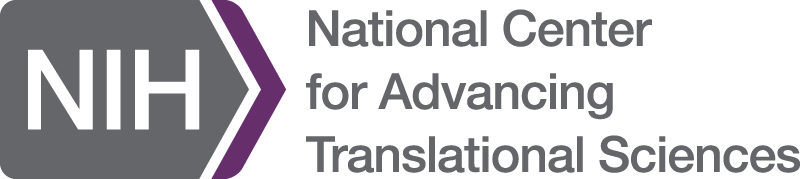 NIH
National Center
for Advancing
Translational Sciences